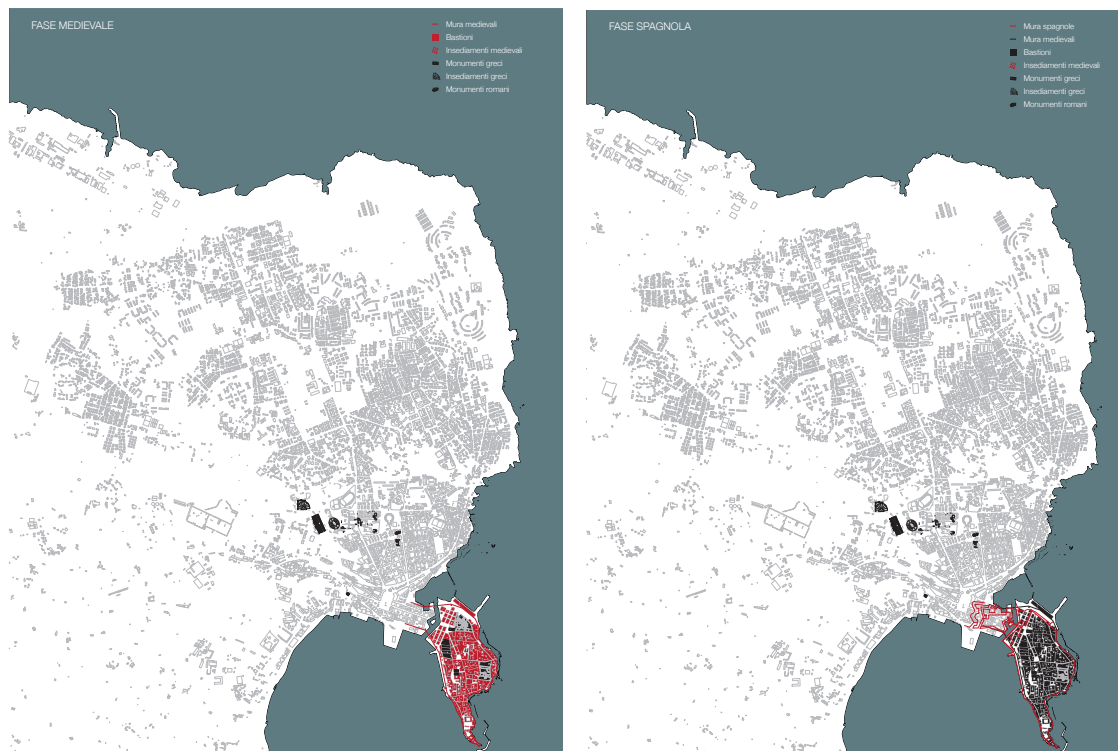 FASE MEDIEVALE
Mura medievali
Bastioni
Insediamenti medievali
Monumenti greci
Insediamenti greci
Monumenti romani
FASE SPAGNOLA
Mura spagnole
Mura medievali
Bastioni
Insediamenti medievali
Monumenti greci
Insediamenti greci
Monumenti romani